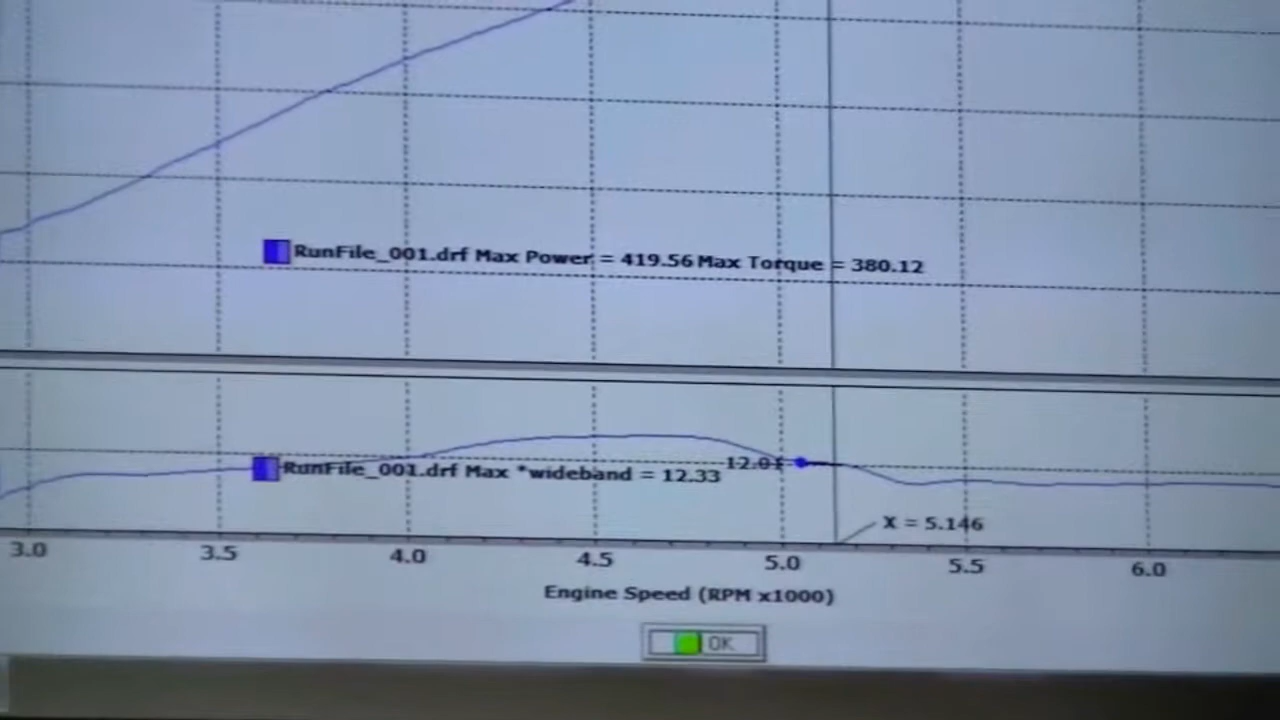 RunFile_001.drf Max Power = 419.56 Max Torque = 380.12
12.01
RunFile_001.drf Max *wideband = 12.33
X = 5.146
3.0 3.5 4.0 4.5 5.0 5.5 6.0
Engine Speed (RPM x1000)
OK